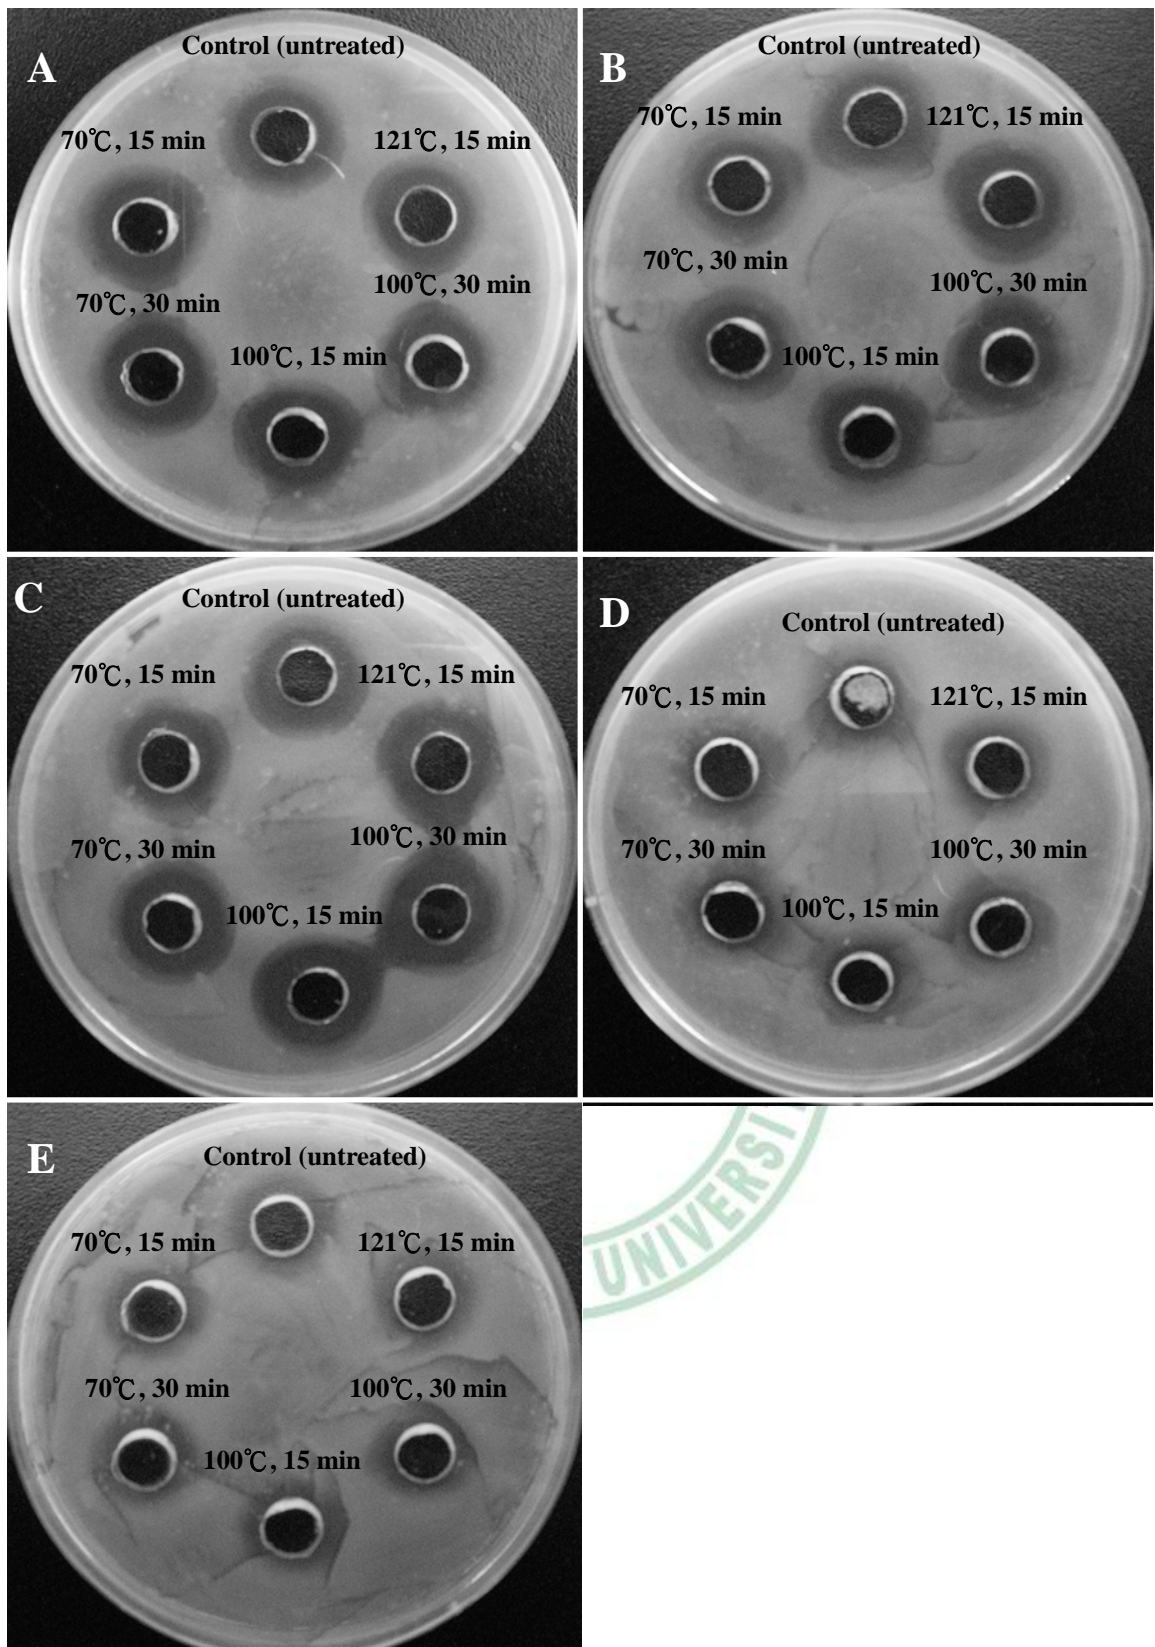 A
Control (untreated)
70℃, 15 min
121℃, 15 min
100℃, 30 min
70℃, 30 min
100℃, 15 min
B
Control (untreated)
70℃, 15 min
121℃, 15 min
70℃, 30 min
100℃, 30 min
100℃, 15 min
C
Control (untreated)
70℃, 15 min
121℃, 15 min
100℃, 30 min
70℃, 30 min
100℃, 15 min
D
Control (untreated)
70℃, 15 min
121℃, 15 min
70℃, 30 min
100℃, 30 min
100℃, 15 min
E
Control (untreated)
70℃, 15 min
121℃, 15 min
70℃, 30 min
100℃, 30 min
100℃, 15 min